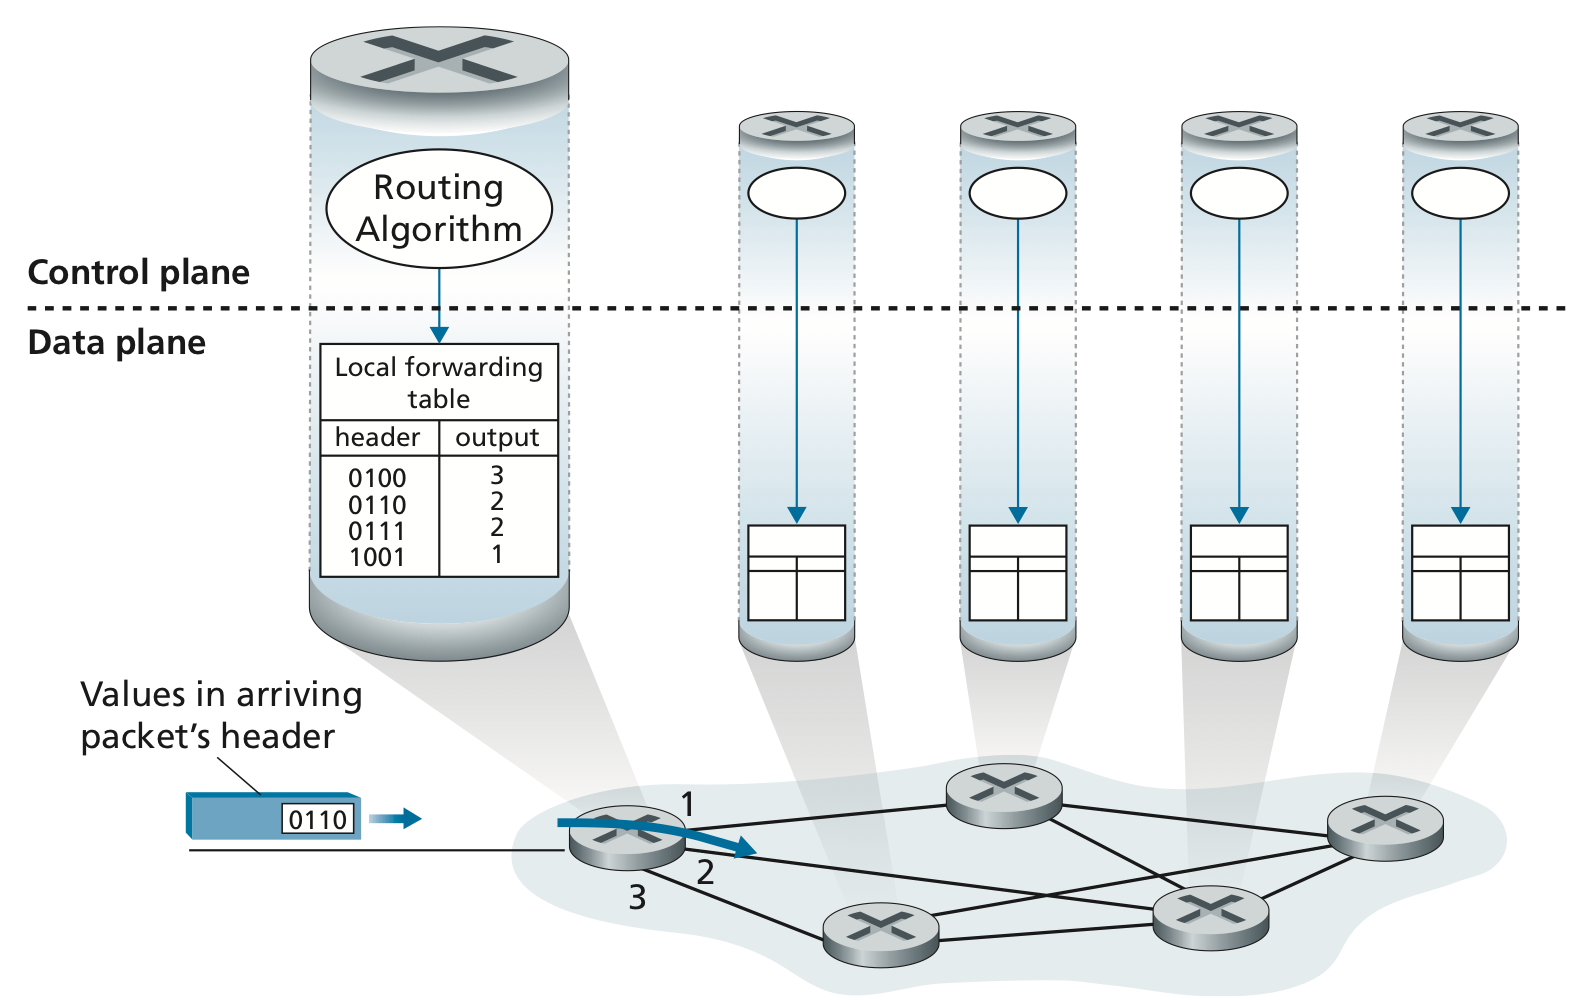 Routing
Algorithm
Control plane
Data plane
Local forwarding
table
header output
0100 3
0110 2
0111 2
1001 1
Values in arriving
packet’s header
0110
1
2
3